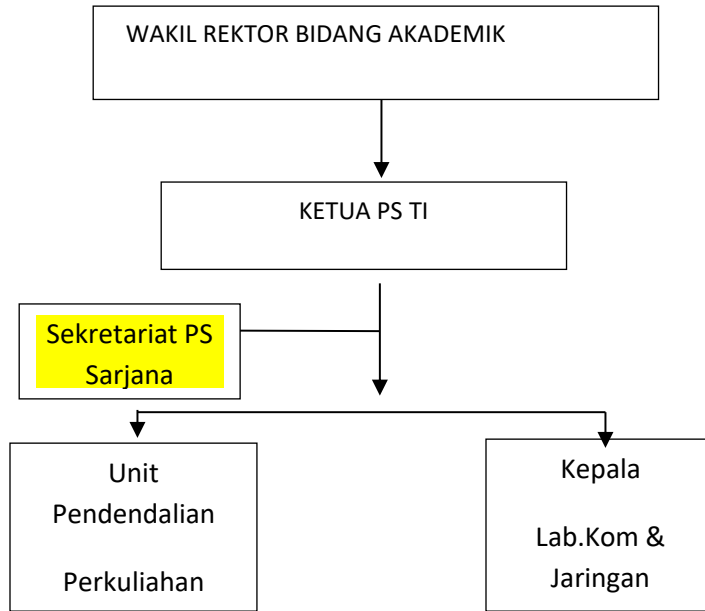 WAKIL REKTOR BIDANG AKADEMIK
KETUA PS TI
Sekretariat PS
Sarjana
Unit
Pendendalian
Perkuliahan
Kepala
Lab.Kom &
Jaringan